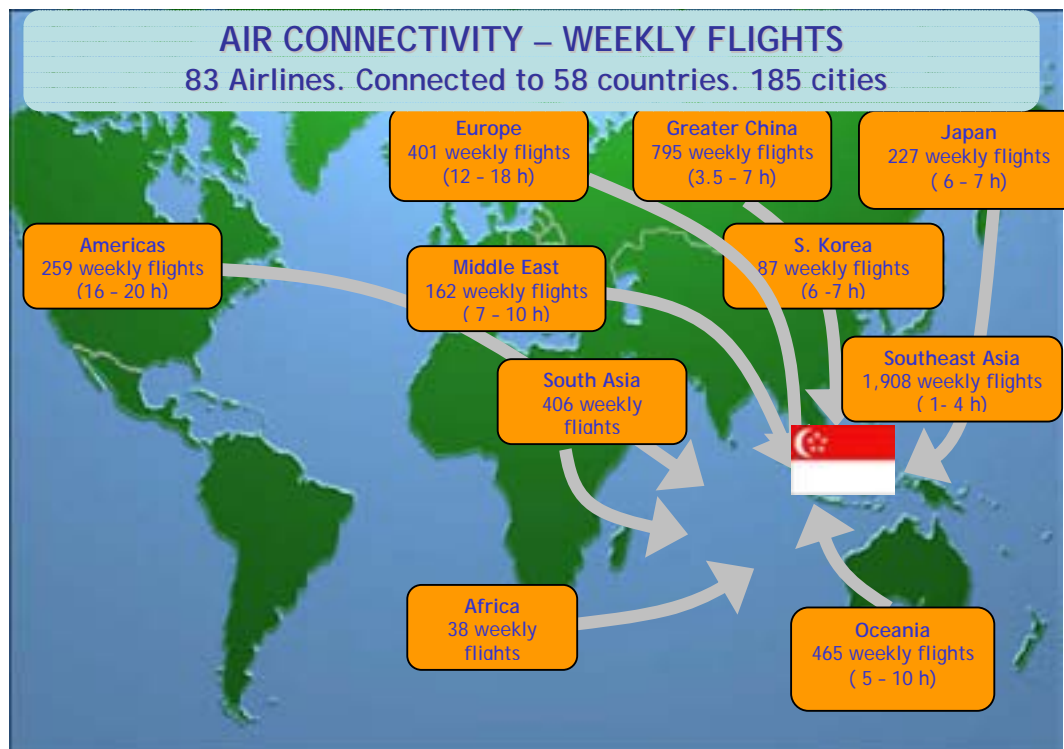 AIR CONNECTIVITY – WEEKLY FLIGHTS
83 Airlines. Connected to 58 countries. 185 cities
Europe
401 weekly flights
(12 – 18 h)
Greater China
795 weekly flights
(3.5 – 7 h)
Japan
227 weekly flights
( 6 – 7 h)
Americas
259 weekly flights
(16 – 20 h)
Middle East
162 weekly flights
( 7 – 10 h)
S. Korea
87 weekly flights
(6 -7 h)
South Asia
406 weekly
flights
Southeast Asia
1,908 weekly flights
( 1- 4 h)
Africa
38 weekly
flights
Oceania
465 weekly flights
( 5 – 10 h)